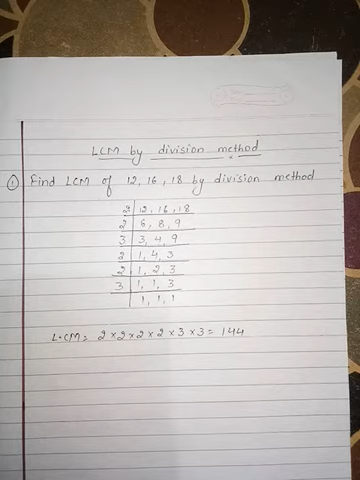 LCM by division method
① Find LCM of 12, 16, 18 by division method
2 | 12, 16, 18
2 | 6, 8, 9
3 | 3, 4, 9
2 | 1, 4, 3
2 | 1, 2, 3
3 | 1, 1, 3
| 1, 1, 1
L.CM = 2×2×2×2×3×3 = 144